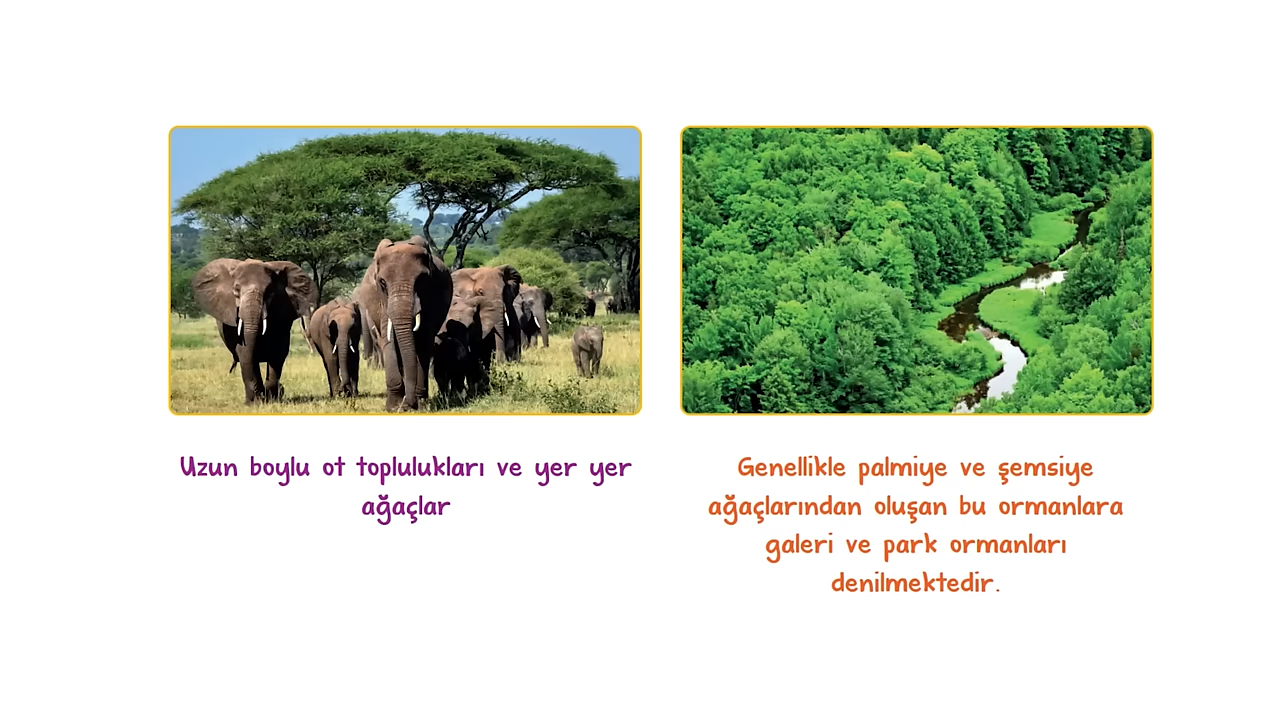 Uzun boylu ot toplulukları ve yer yer
ağaçlar
Genellikle palmiye ve şemsiye
ağaçlarından oluşan bu ormanlara
galeri ve park ormanları
denilmektedir.